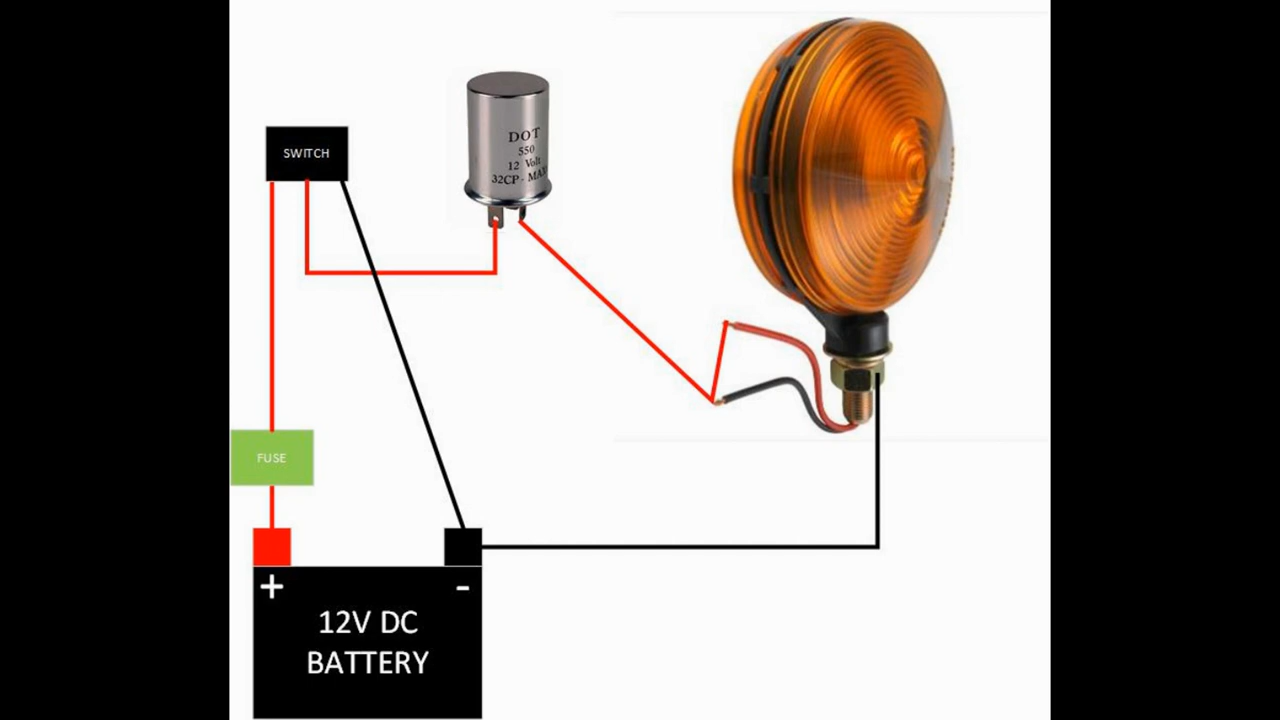 SWITCH
DOT
550
12 Volt
32CP - MAX
FUSE
+
-
12V DC
BATTERY